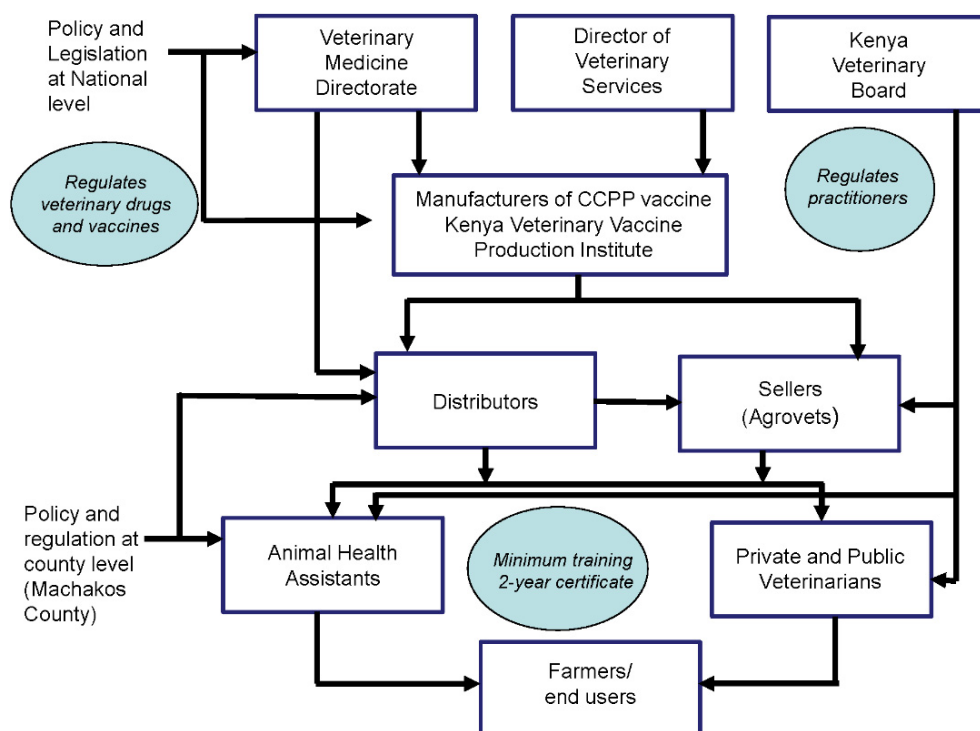 Policy and
Legislation
at National
level
Veterinary
Medicine
Directorate
Director of
Veterinary
Services
Kenya
Veterinary
Board
Regulates
veterinary drugs
and vaccines
Manufacturers of CCPP vaccine
Kenya Veterinary Vaccine
Production Institute
Regulates
practitioners
Distributors
Sellers
(Agrovets)
Policy and
regulation at
county level
(Machakos
County)
Animal Health
Assistants
Minimum training
2-year certificate
Private and Public
Veterinarians
Farmers/
end users